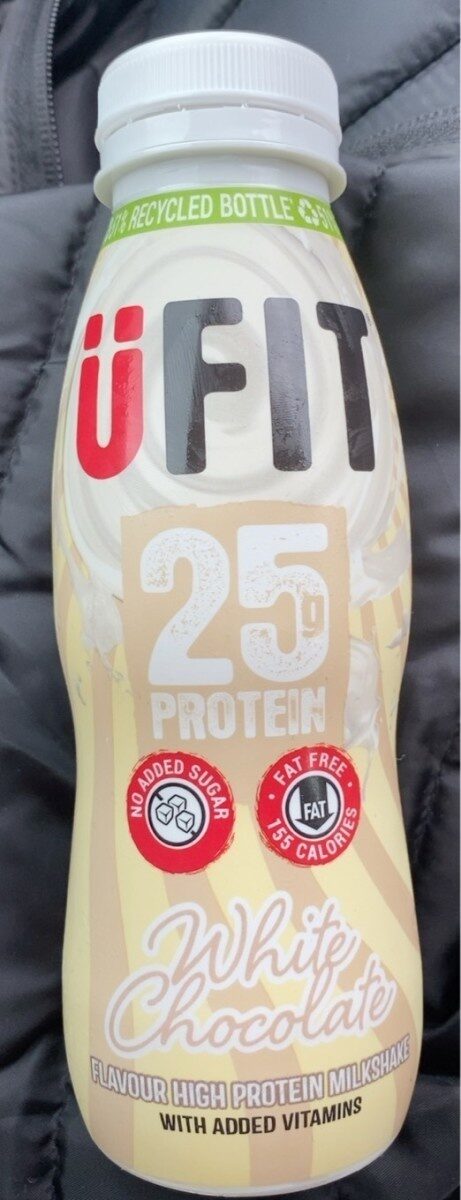 RECYCLED BOTTLE
ÜFIT
25g
PROTEIN
NO ADDED SUGAR
FAT FREE
FAT
155 CALORIES
White
Chocolate
FLAVOUR HIGH PROTEIN MILKSHAKE
WITH ADDED VITAMINS